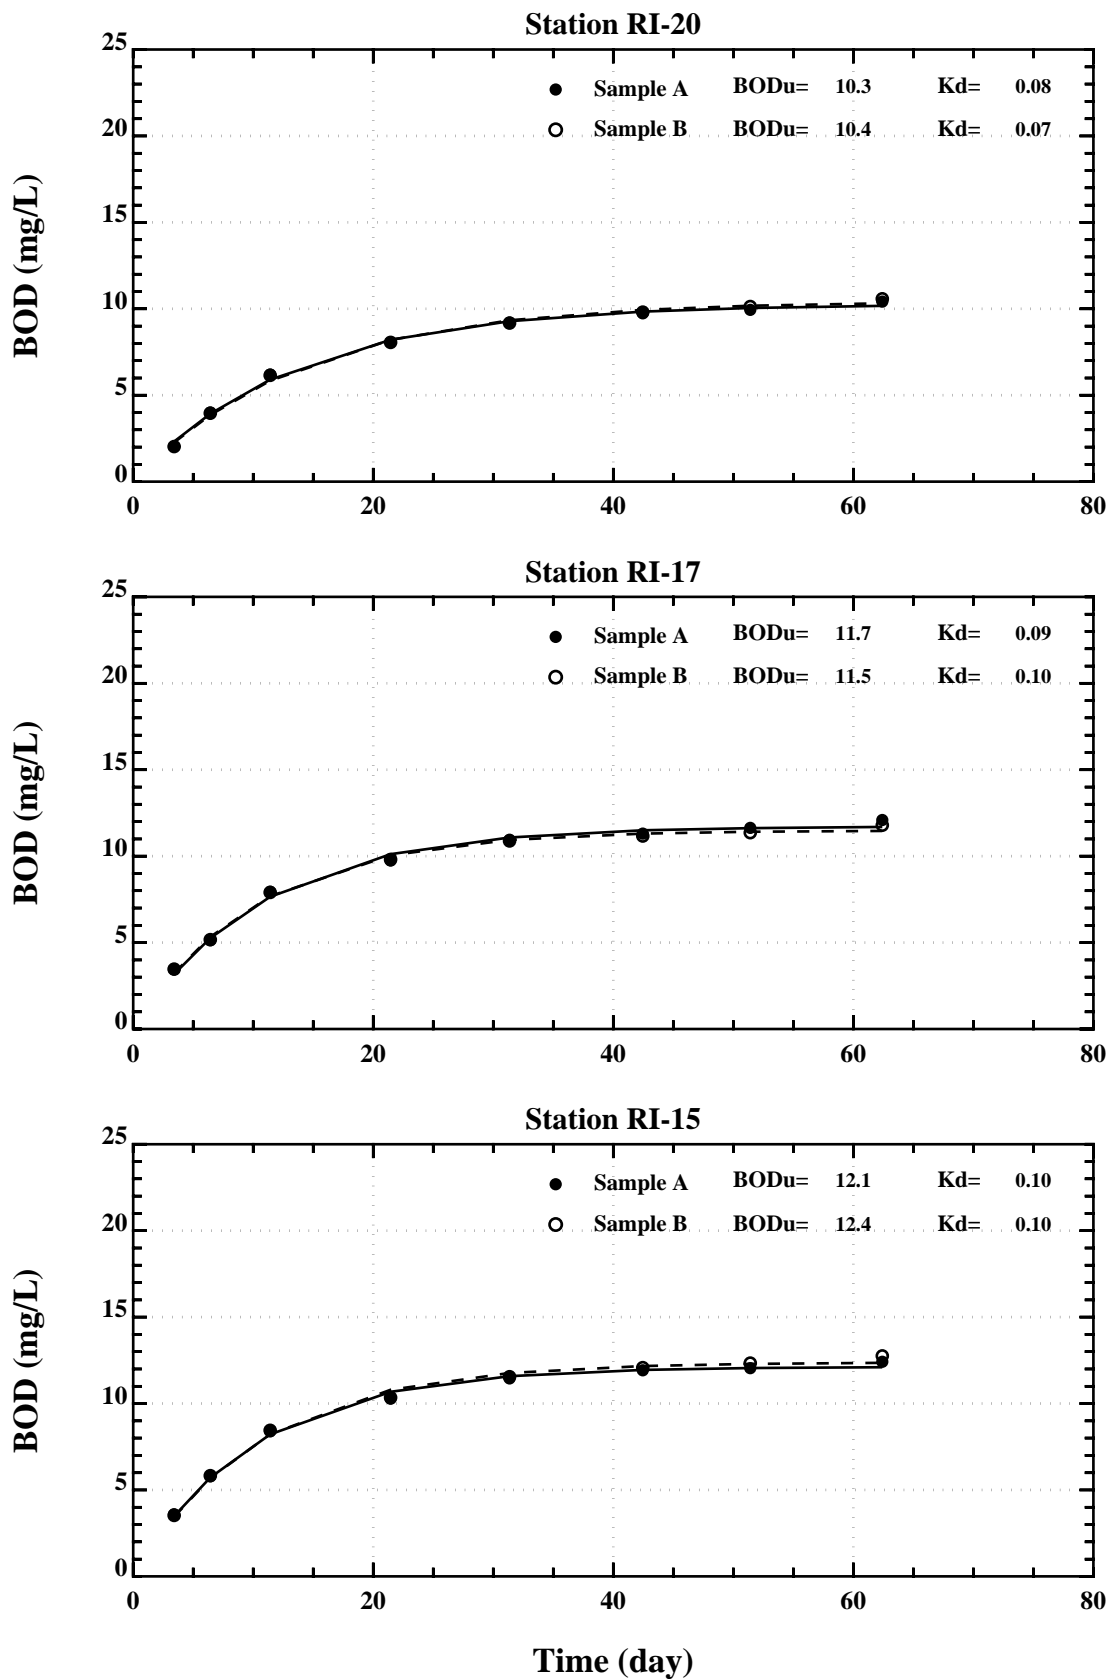 Station RI-20
25
Sample A BODu= 10.3 Kd= 0.08
20
Sample B BODu= 10.4 Kd= 0.07
15
BOD (mg/L)
10
5
0
0 20 40 60 80
Station RI-17
25
Sample A BODu= 11.7 Kd= 0.09
20
Sample B BODu= 11.5 Kd= 0.10
15
BOD (mg/L)
10
5
0
0 20 40 60 80
Station RI-15
25
Sample A BODu= 12.1 Kd= 0.10
20
Sample B BODu= 12.4 Kd= 0.10
15
BOD (mg/L)
10
5
0
0 20 40 60 80
Time (day)